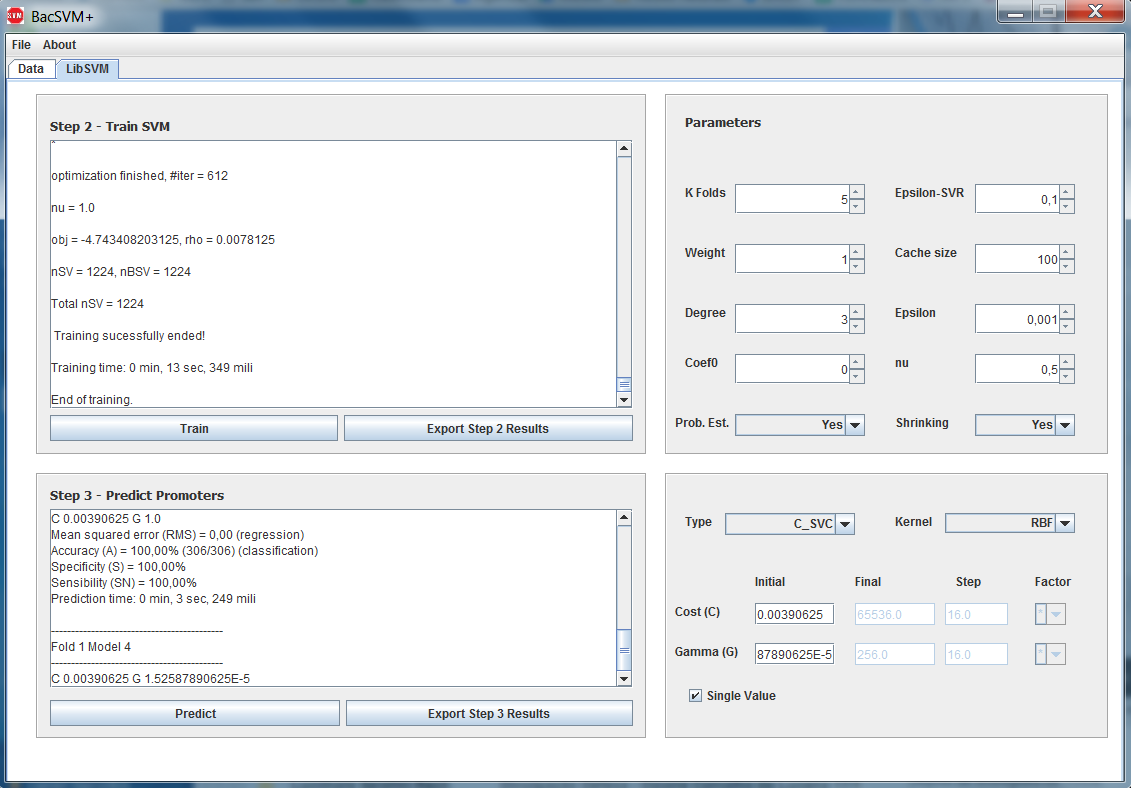 SVM BacSVM+
File About
Data LibSVM
Step 2 - Train SVM
*
optimization finished, #iter = 612
nu = 1.0
obj = -4.743408203125, rho = 0.0078125
nSV = 1224, nBSV = 1224
Total nSV = 1224
Training sucessfully ended!
Training time: 0 min, 13 sec, 349 mili
End of training.
Train Export Step 2 Results
Parameters
K Folds 5 Epsilon-SVR 0,1
Weight 1 Cache size 100
Degree 3 Epsilon 0,001
Coef0 0 nu 0,5
Prob. Est. Yes Shrinking Yes
Step 3 - Predict Promoters
C 0.00390625 G 1.0
Mean squared error (RMS) = 0,00 (regression)
Accuracy (A) = 100,00% (306/306) (classification)
Specificity (S) = 100,00%
Sensibility (SN) = 100,00%
Prediction time: 0 min, 3 sec, 249 mili
-------------------------------------------
Fold 1 Model 4
-------------------------------------------
C 0.00390625 G 1.52587890625E-5
Predict Export Step 3 Results
Type C_SVC Kernel RBF
Initial Final Step Factor
Cost (C) 0.00390625 65536.0 16.0 *
Gamma (G) 87890625E-5 256.0 16.0 *
Single Value